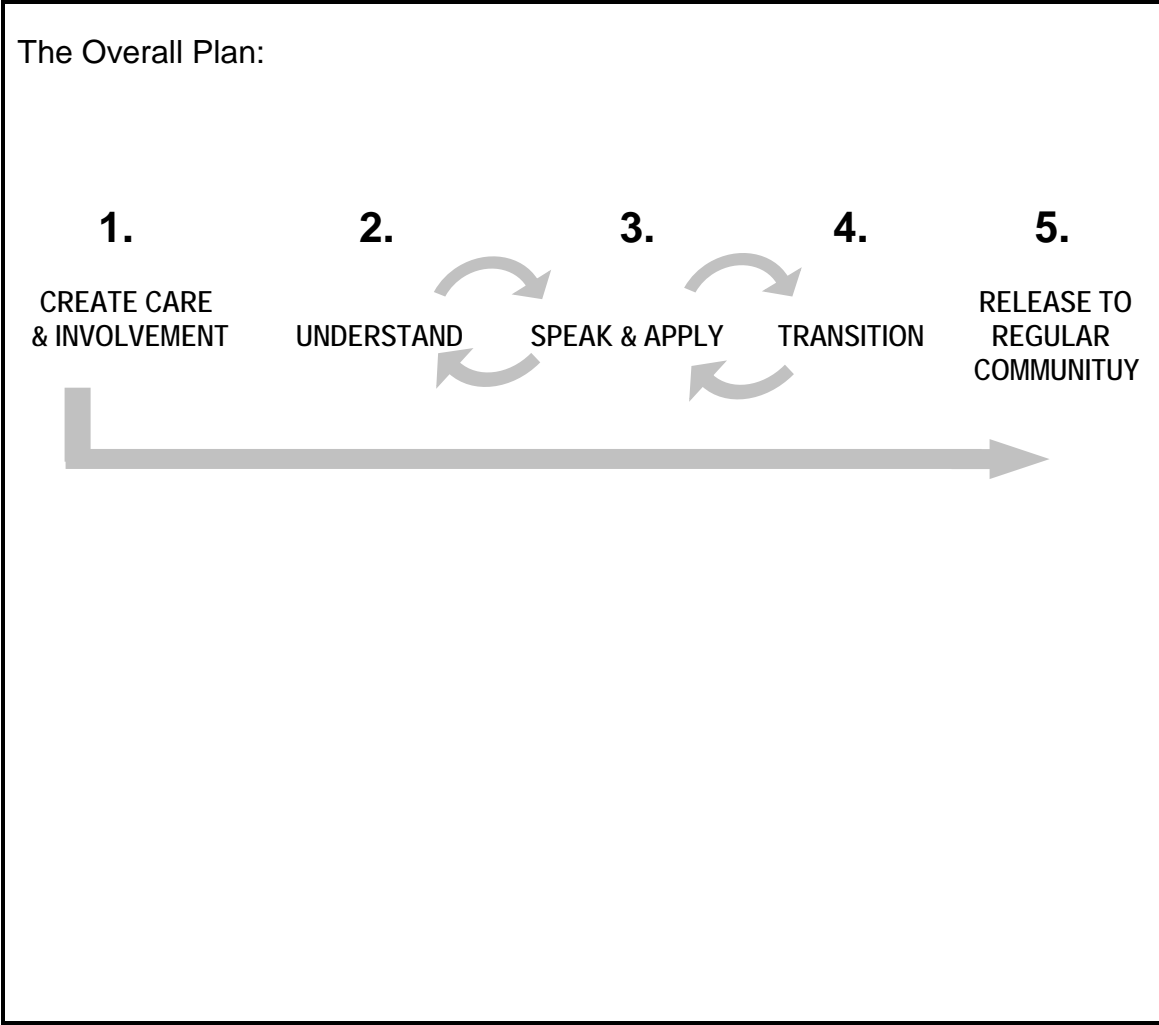 The Overall Plan:
1.
2.
3.
4.
5.
CREATE CARE
& INVOLVEMENT
UNDERSTAND
SPEAK & APPLY
TRANSITION
RELEASE TO
REGULAR
COMMUNITUY